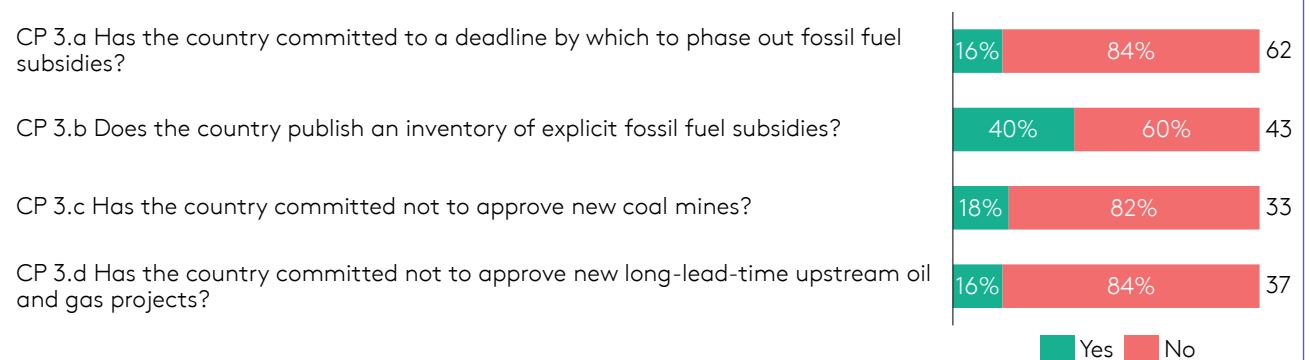 CP 3.a Has the country committed to a deadline by which to phase out fossil fuel
subsidies?
16% 84% 62
CP 3.b Does the country publish an inventory of explicit fossil fuel subsidies?
40% 60% 43
CP 3.c Has the country committed not to approve new coal mines?
18% 82% 33
CP 3.d Has the country committed not to approve new long-lead-time upstream oil
and gas projects?
16% 84% 37
Yes No